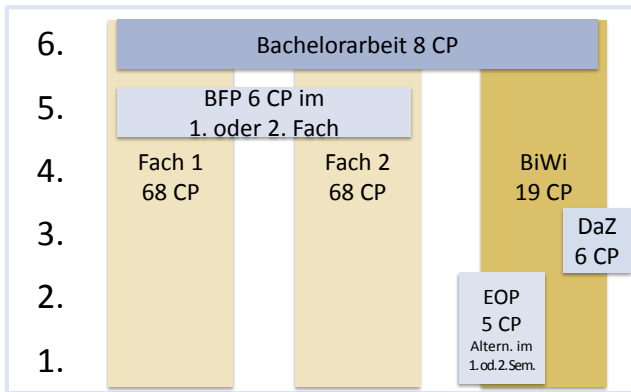 6.
Bachelorarbeit 8 CP
5.
BFP 6 CP im
1. oder 2. Fach
4.
Fach 1
68 CP
Fach 2
68 CP
BiWi
19 CP
3.
DaZ
6 CP
2.
EOP
5 CP
Altern. im
1.od.2.Sem.
1.